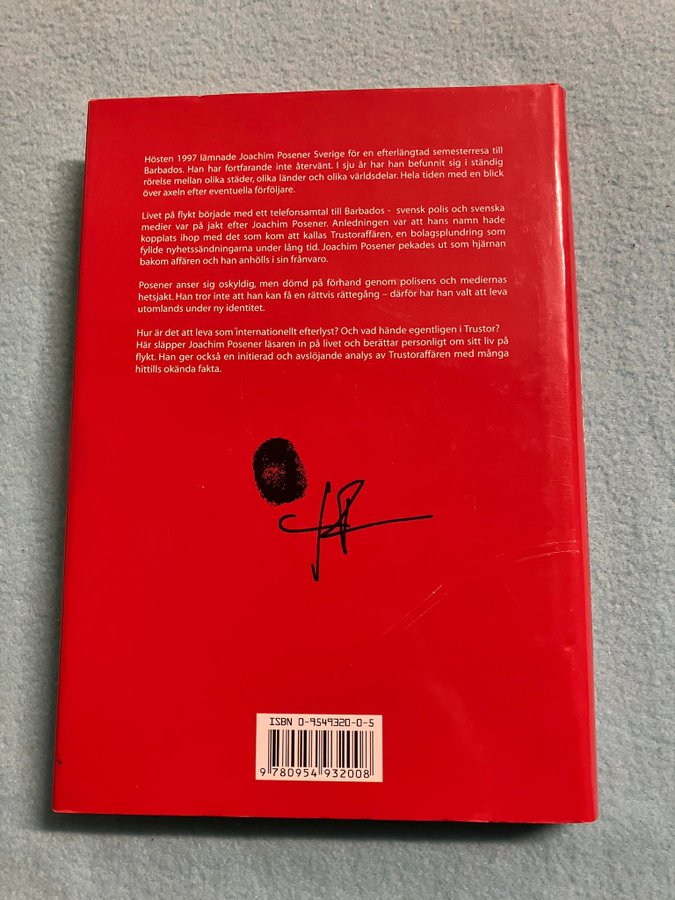 Hösten 1997 lämnade Joachim Posener Sverige för en efterlängtad semesterresa till
Barbados. Han har fortfarande inte återvänt. I sju år har han befunnit sig i ständig
rörelse mellan olika städer, olika länder och olika världsdelar. Hela tiden med en blick
över axeln efter eventuella förföljare.
Livet på flykt började med ett telefonsamtal till Barbados - svensk polis och svenska
medier var på jakt efter Joachim Posener. Anledningen var att hans namn hade
kopplats ihop med det som kom att kallas Trustoraffären, en bolagsplundring som
fyllde nyhetssändningarna under lång tid. Joachim Posener pekades ut som hjärnan
bakom affären och han anhölls i sin frånvaro.
Posener anser sig oskyldig, men dömd på förhand genom polisens och mediernas
hetsjakt. Han tror inte att han kan få en rättvis rättegång – därför har han valt att leva
utomlands under ny identitet.
Hur är det att leva som internationellt efterlyst? Och vad hände egentligen i Trustor?
Här släpper Joachim Posener läsaren in på livet och berättar personligt om sitt liv på
flykt. Han ger också en initierad och avslöjande analys av Trustoraffären med många
hittills okända fakta.
ISBN 0-9549320-0-5
9 780954 932008